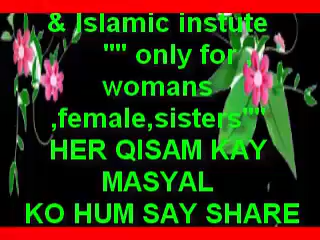 & Islamic instute
"" only for
womans
,female,sisters""
HER QISAM KAY
MASYAL
KO HUM SAY SHARE